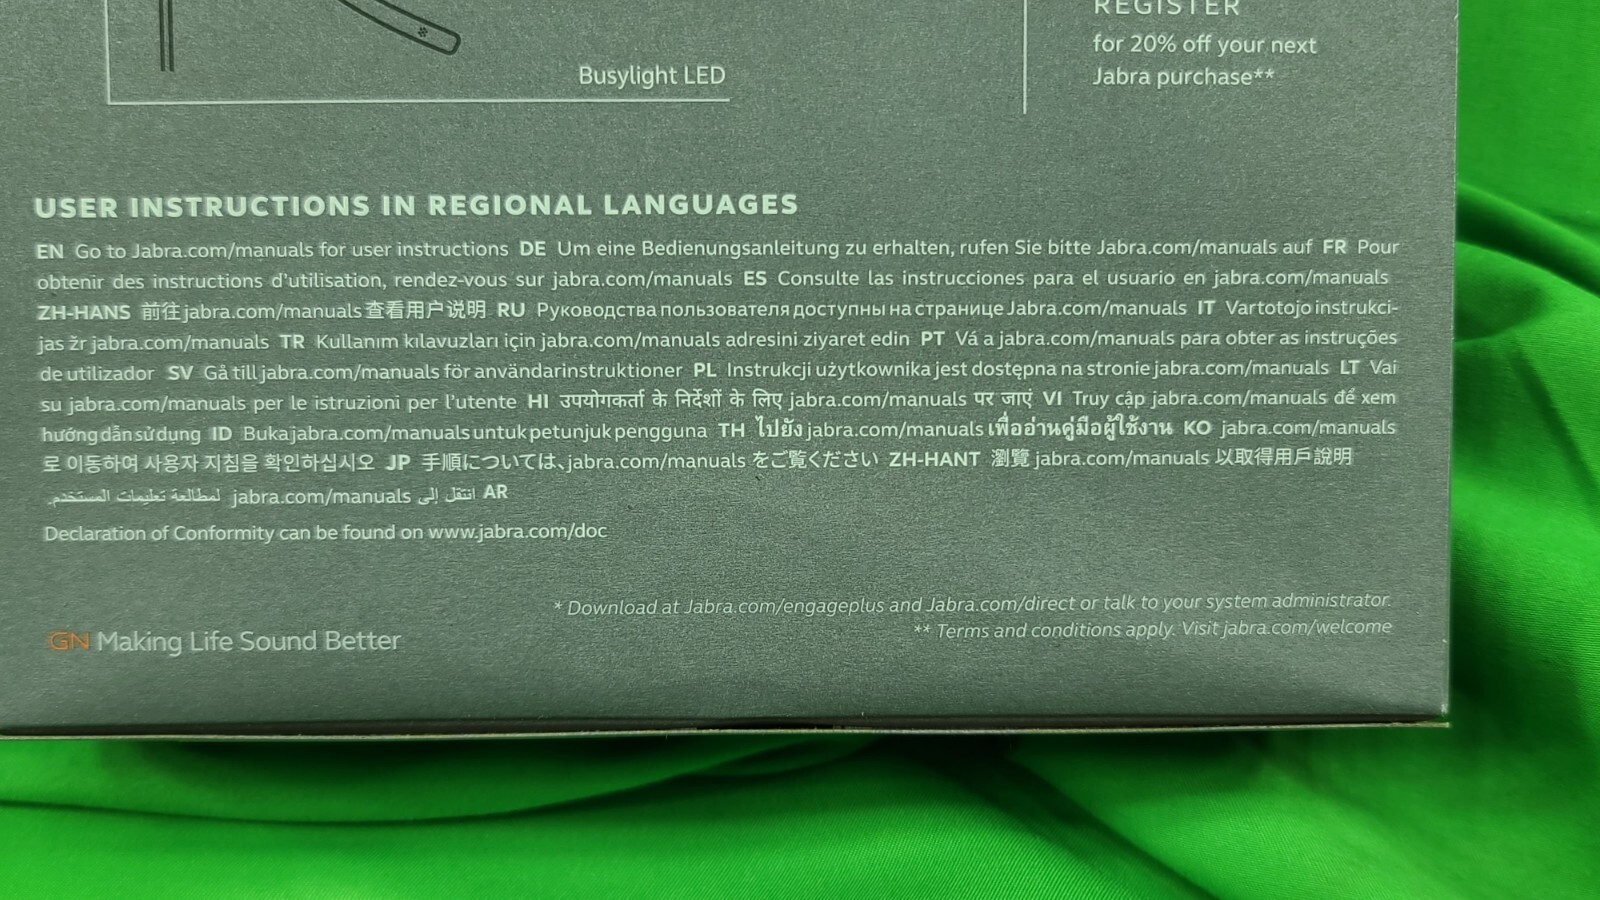 REGISTER
for 20% off your next
Jabra purchase**
Busylight LED
USER INSTRUCTIONS IN REGIONAL LANGUAGES
EN Go to Jabra.com/manuals for user instructions DE Um eine Bedienungsanleitung zu erhalten, rufen Sie bitte Jabra.com/manuals auf FR Pour
obtenir des instructions d'utilisation, rendez-vous sur jabra.com/manuals ES Consulte las instrucciones para el usuario en jabra.com/manuals
ZH-HANS 前往jabra.com/manuals查看用户说明 RU Руководства пользователя доступны на странице Jabra.com/manuals IT Vartotojo instrukci-
jas žr jabra.com/manuals TR Kullanım kılavuzları için jabra.com/manuals adresini ziyaret edin PT Vá a jabra.com/manuals para obter as instruções
de utilizador SV Gå till jabra.com/manuals för användarinstruktioner PL Instrukcji użytkownika jest dostępna na stronie jabra.com/manuals LT Vai
su jabra.com/manuals per le istruzioni per l'utente HI उपयोगकर्ता के निर्देशों के लिए jabra.com/manuals पर जाएं VI Truy cập jabra.com/manuals để xem
hướng dẫn sử dụng ID Buka jabra.com/manuals untuk petunjuk pengguna TH ไปยัง jabra.com/manuals เพื่ออ่านคู่มือผู้ใช้งาน KO jabra.com/manuals
로 이동하여 사용자 지침을 확인하십시오 JP 手順については、jabra.com/manuals をご覧ください ZH-HANT 瀏覽 jabra.com/manuals 以取得用戶說明
AR انتقل إلى jabra.com/manuals لمطالعة تعليمات المستخدم.
Declaration of Conformity can be found on www.jabra.com/doc
* Download at Jabra.com/engageplus and Jabra.com/direct or talk to your system administrator.
** Terms and conditions apply. Visit jabra.com/welcome
GN Making Life Sound Better